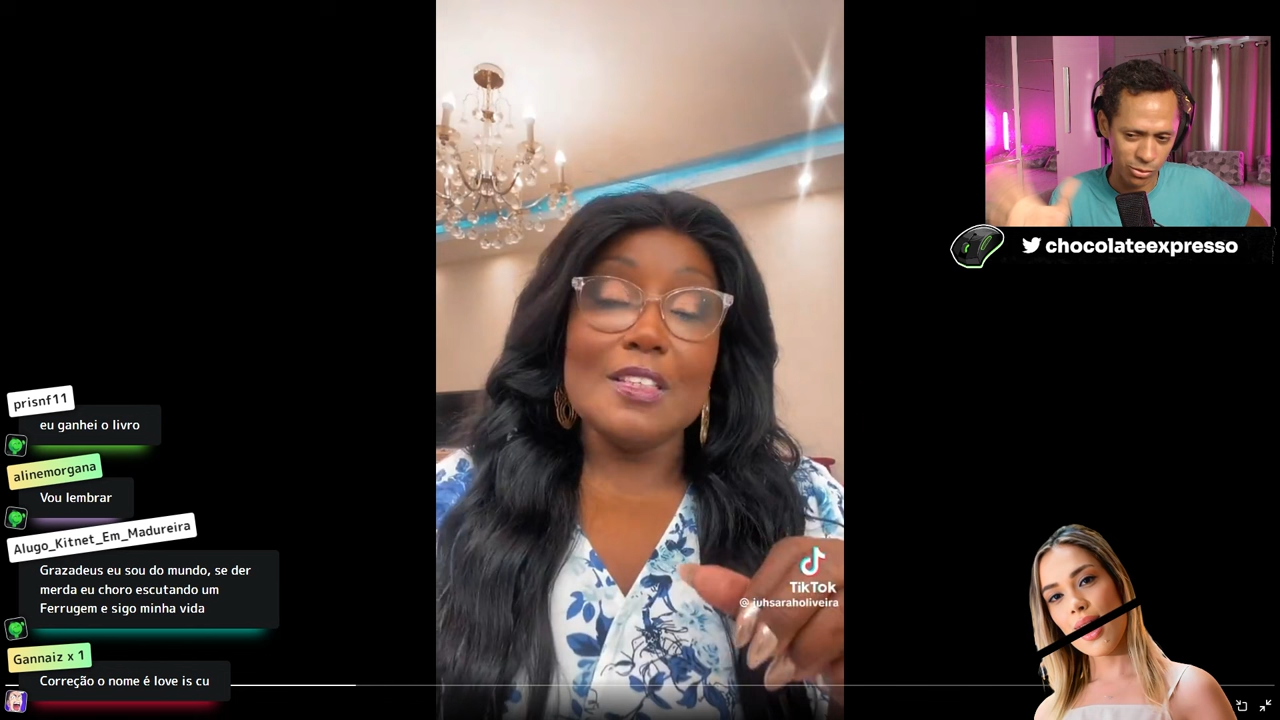 chocolateexpresso
prisnf11
eu ganhei o livro
alinemorgana
Vou lembrar
Alugo_Kitnet_Em_Madureira
Grazadeus eu sou do mundo, se der
merda eu choro escutando um
Ferrugem e sigo minha vida
Gannaiz x 1
Correção o nome é love is cu
TikTok
@_iuhsaraholiveira